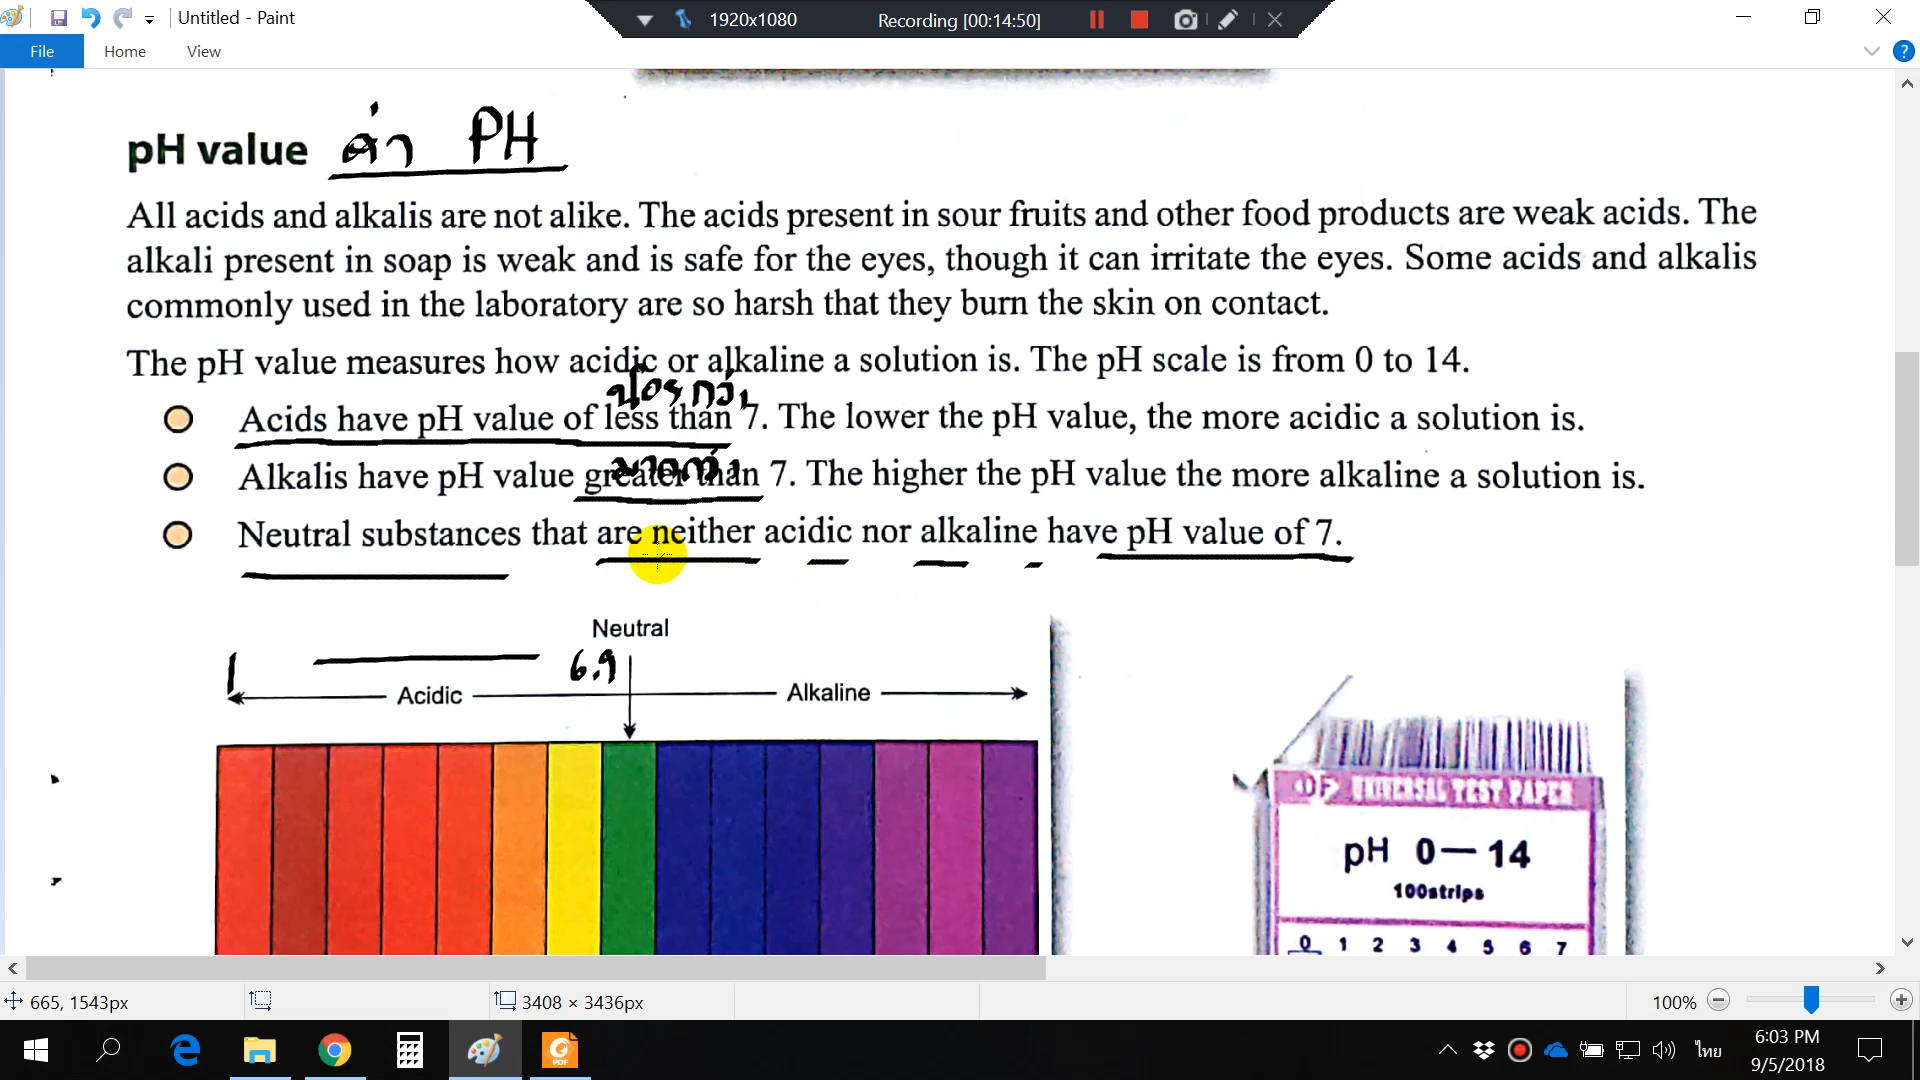 Untitled - Paint
1920x1080
Recording [00:14:50]
File
Home
View
?
pH value ค่า PH
All acids and alkalis are not alike. The acids present in sour fruits and other food products are weak acids. The
alkali present in soap is weak and is safe for the eyes, though it can irritate the eyes. Some acids and alkalis
commonly used in the laboratory are so harsh that they burn the skin on contact.
The pH value measures how acidic or alkaline a solution is. The pH scale is from 0 to 14.
Acids have pH value of less than 7. The lower the pH value, the more acidic a solution is.
มากกว่า
Alkalis have pH value greater than 7. The higher the pH value the more alkaline a solution is.
Neutral substances that are neither acidic nor alkaline have pH value of 7.
Neutral
1
6.9
Acidic
Alkaline
UNIVERSAL TEST PAPER
pH 0—14
100strips
0 1 2 3 4 5 6 7
665, 1543px
3408 × 3436px
100%
PDF
ไทย
6:03 PM
9/5/2018